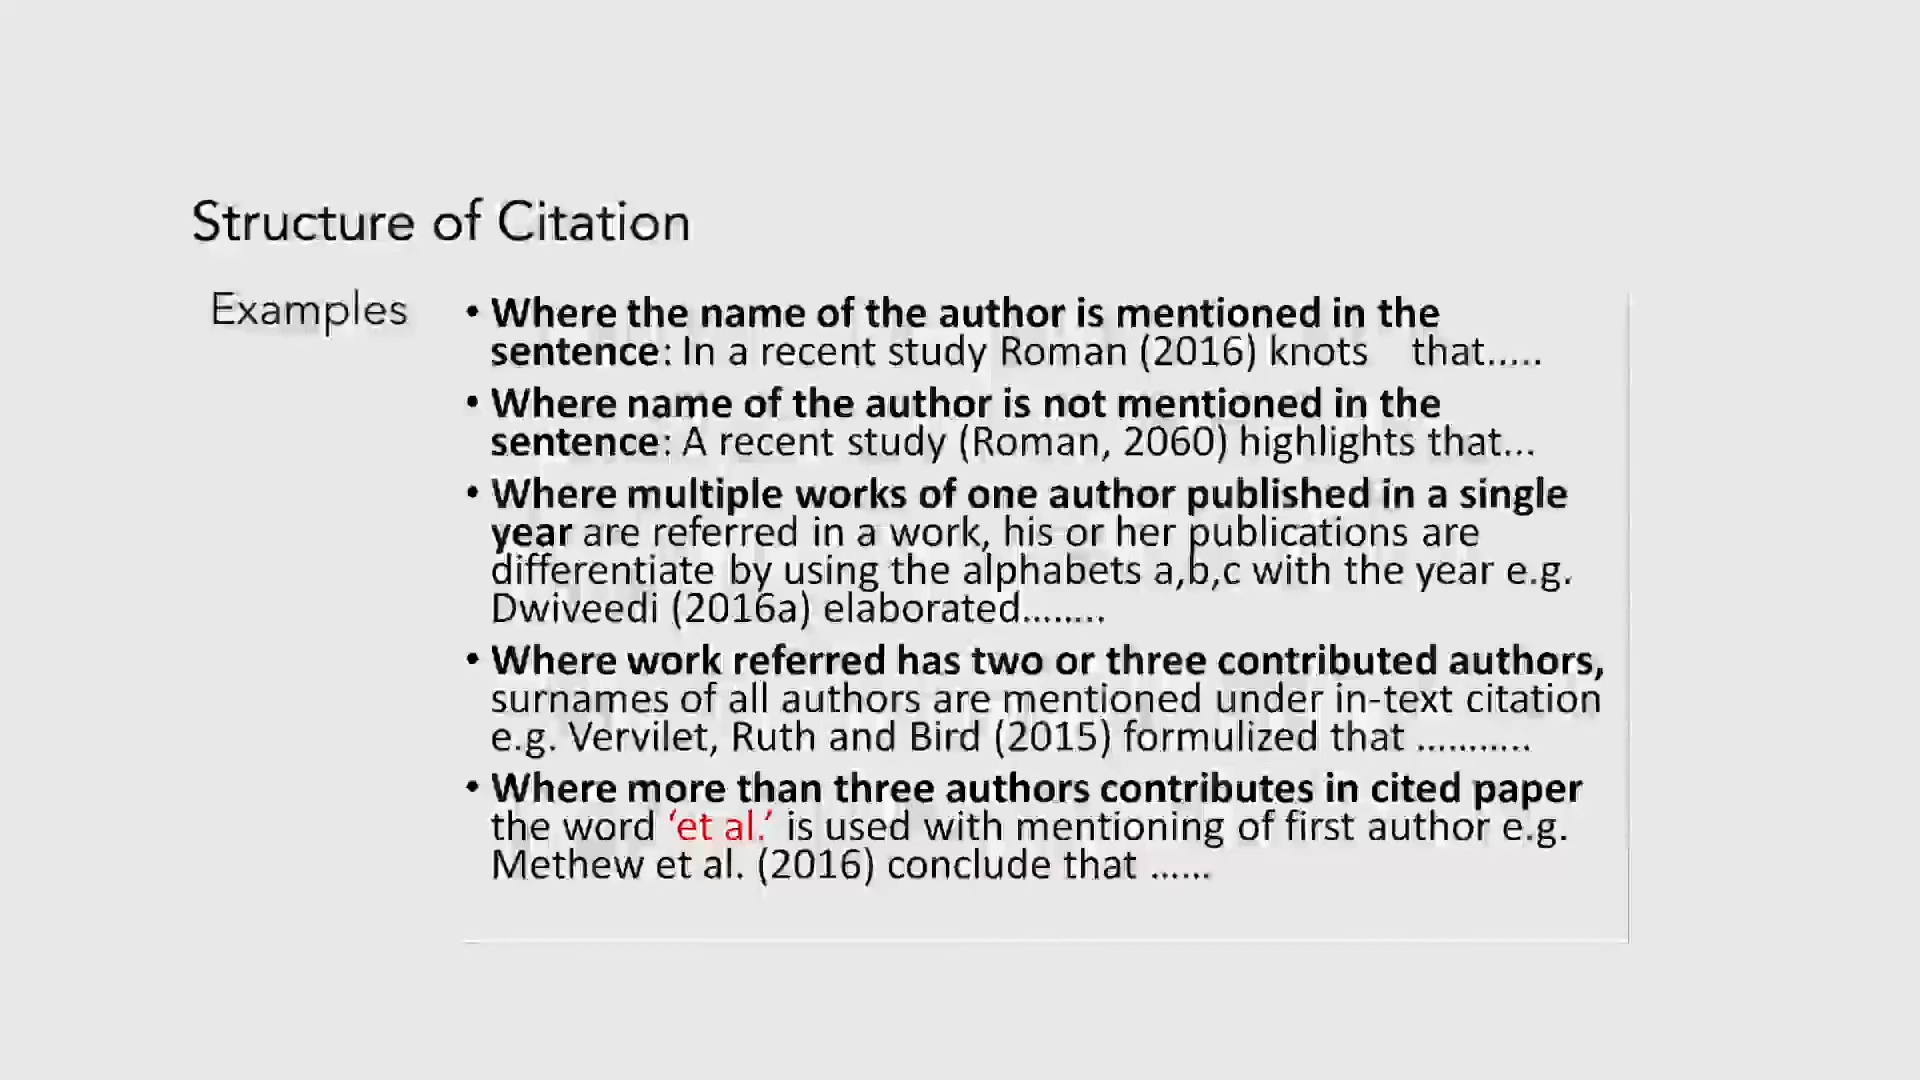 Structure of Citation
Examples
• Where the name of the author is mentioned in the
sentence: In a recent study Roman (2016) knots that.....
• Where name of the author is not mentioned in the
sentence: A recent study (Roman, 2060) highlights that...
• Where multiple works of one author published in a single
year are referred in a work, his or her publications are
differentiate by using the alphabets a,b,c with the year e.g.
Dwiveedi (2016a) elaborated........
• Where work referred has two or three contributed authors,
surnames of all authors are mentioned under in-text citation
e.g. Vervilet, Ruth and Bird (2015) formulized that ...........
• Where more than three authors contributes in cited paper
the word ‘et al.’ is used with mentioning of first author e.g.
Methew et al. (2016) conclude that ......